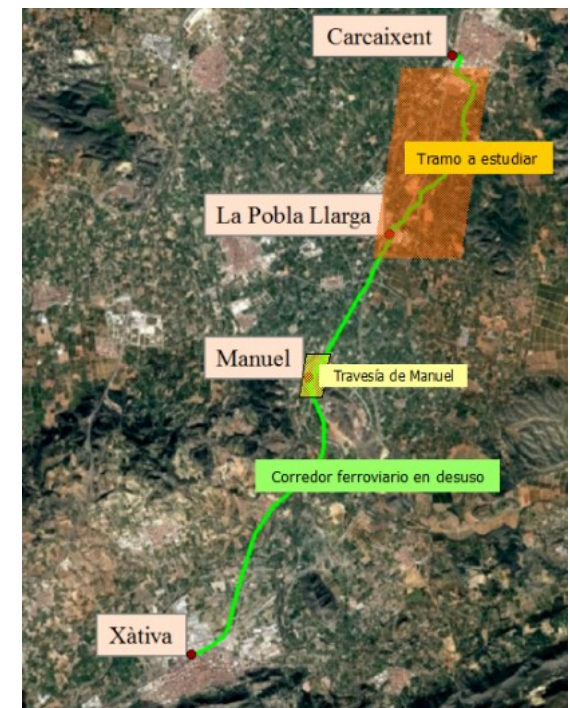 Carcaixent
Tramo a estudiar
La Pobla Llarga
Manuel
Travesía de Manuel
Corredor ferroviario en desuso
Xàtiva